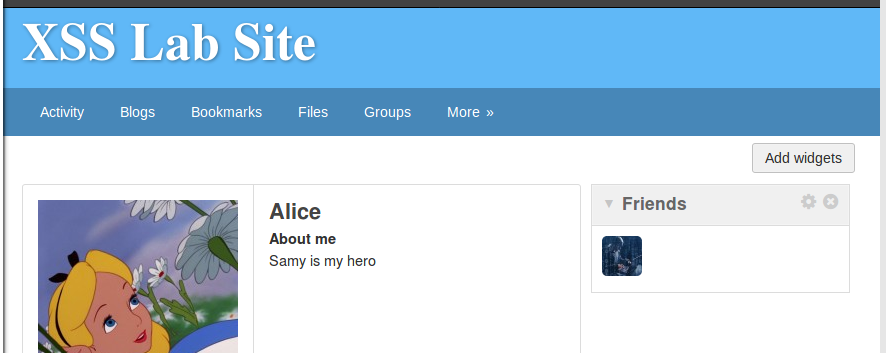 XSS Lab Site
Activity Blogs Bookmarks Files Groups More »
Add widgets
Alice
About me
Samy is my hero
Friends